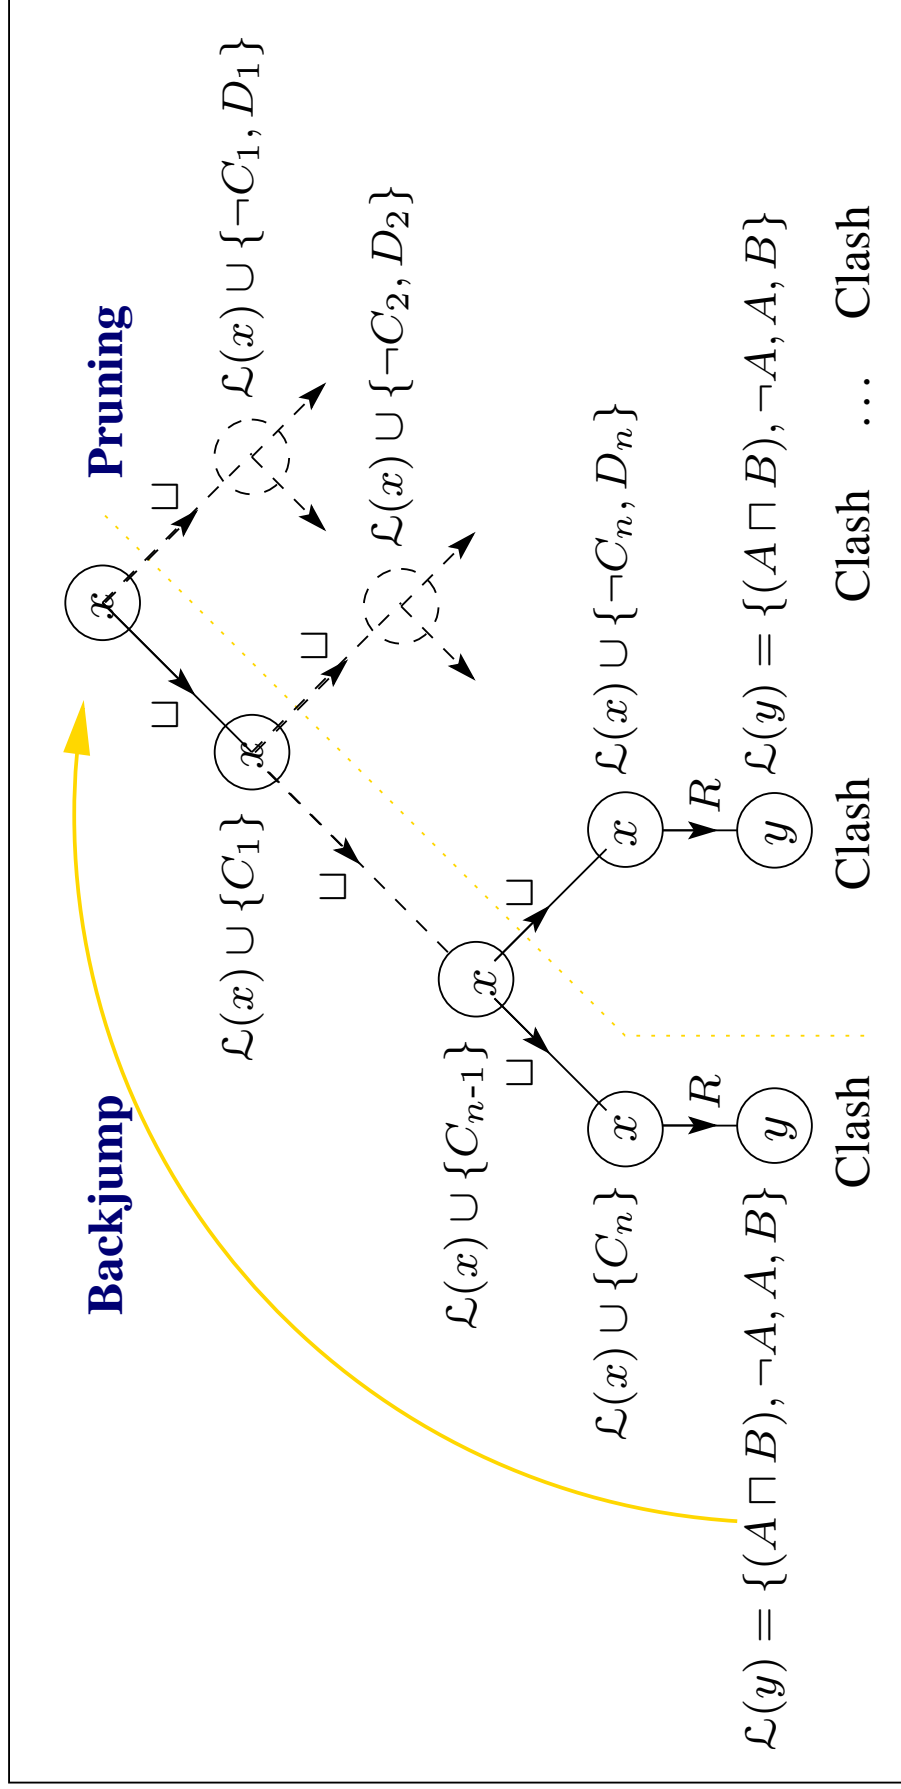 Backjump x Pruning
⊔ ⊔
ℒ(x) ∪ {C₁} x ℒ(x) ∪ {¬C₁, D₁}
⊔ ⊔
ℒ(x) ∪ {¬C₂, D₂}
ℒ(x) ∪ {Cₙ₋₁} x
⊔ ⊔
ℒ(x) ∪ {Cₙ} x x ℒ(x) ∪ {¬Cₙ, Dₙ}
R R
ℒ(y) = {(A ⊓ B), ¬A, A, B} y y ℒ(y) = {(A ⊓ B), ¬A, A, B}
Clash Clash Clash ... Clash